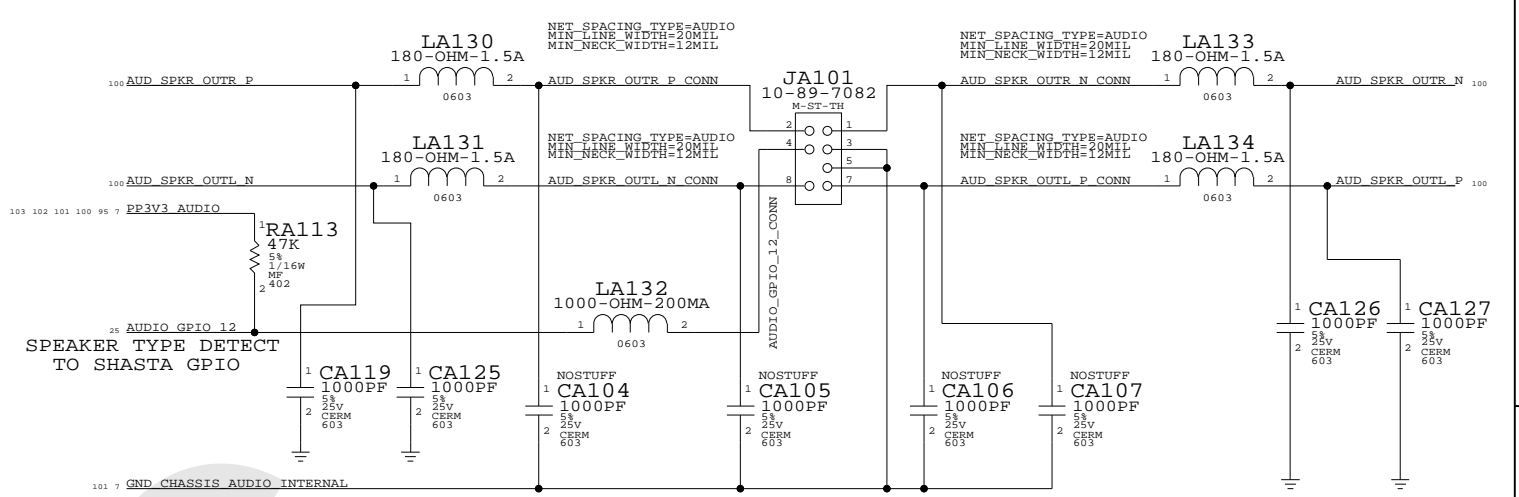 NET_SPACING_TYPE=AUDIO
MIN_LINE_WIDTH=20MIL
MIN_NECK_WIDTH=12MIL
LA130
180-OHM-1.5A
100 AUD_SPKR_OUTR_P
1
2
0603
AUD_SPKR_OUTR_P_CONN
JA101
10-89-7082
M-ST-TH
2
1
4
3
5
8
7
NET_SPACING_TYPE=AUDIO
MIN_LINE_WIDTH=20MIL
MIN_NECK_WIDTH=12MIL
LA133
180-OHM-1.5A
AUD_SPKR_OUTR_N_CONN
1
2
0603
AUD_SPKR_OUTR_N 100
LA131
180-OHM-1.5A
NET_SPACING_TYPE=AUDIO
MIN_LINE_WIDTH=20MIL
MIN_NECK_WIDTH=12MIL
100 AUD_SPKR_OUTL_N
1
2
0603
AUD_SPKR_OUTL_N_CONN
NET_SPACING_TYPE=AUDIO
MIN_LINE_WIDTH=20MIL
MIN_NECK_WIDTH=12MIL
LA134
180-OHM-1.5A
AUD_SPKR_OUTL_P_CONN
1
2
0603
AUD_SPKR_OUTL_P 100
103 102 101 100 95 7 PP3V3_AUDIO
1
RA113
47K
5%
1/16W
MF
402
2
AUDIO_GPIO_12_CONN
LA132
1000-OHM-200MA
1
2
0603
25 AUDIO_GPIO_12
SPEAKER TYPE DETECT
TO SHASTA GPIO
1
CA119
1000PF
5%
25V
CERM
603
2
1
CA125
1000PF
5%
25V
CERM
603
2
NOSTUFF
1
CA104
1000PF
5%
25V
CERM
603
2
NOSTUFF
1
CA105
1000PF
5%
25V
CERM
603
2
NOSTUFF
1
CA106
1000PF
5%
25V
CERM
603
2
NOSTUFF
1
CA107
1000PF
5%
25V
CERM
603
2
1
CA126
1000PF
5%
25V
CERM
603
2
1
CA127
1000PF
5%
25V
CERM
603
2
101 7 GND_CHASSIS_AUDIO_INTERNAL